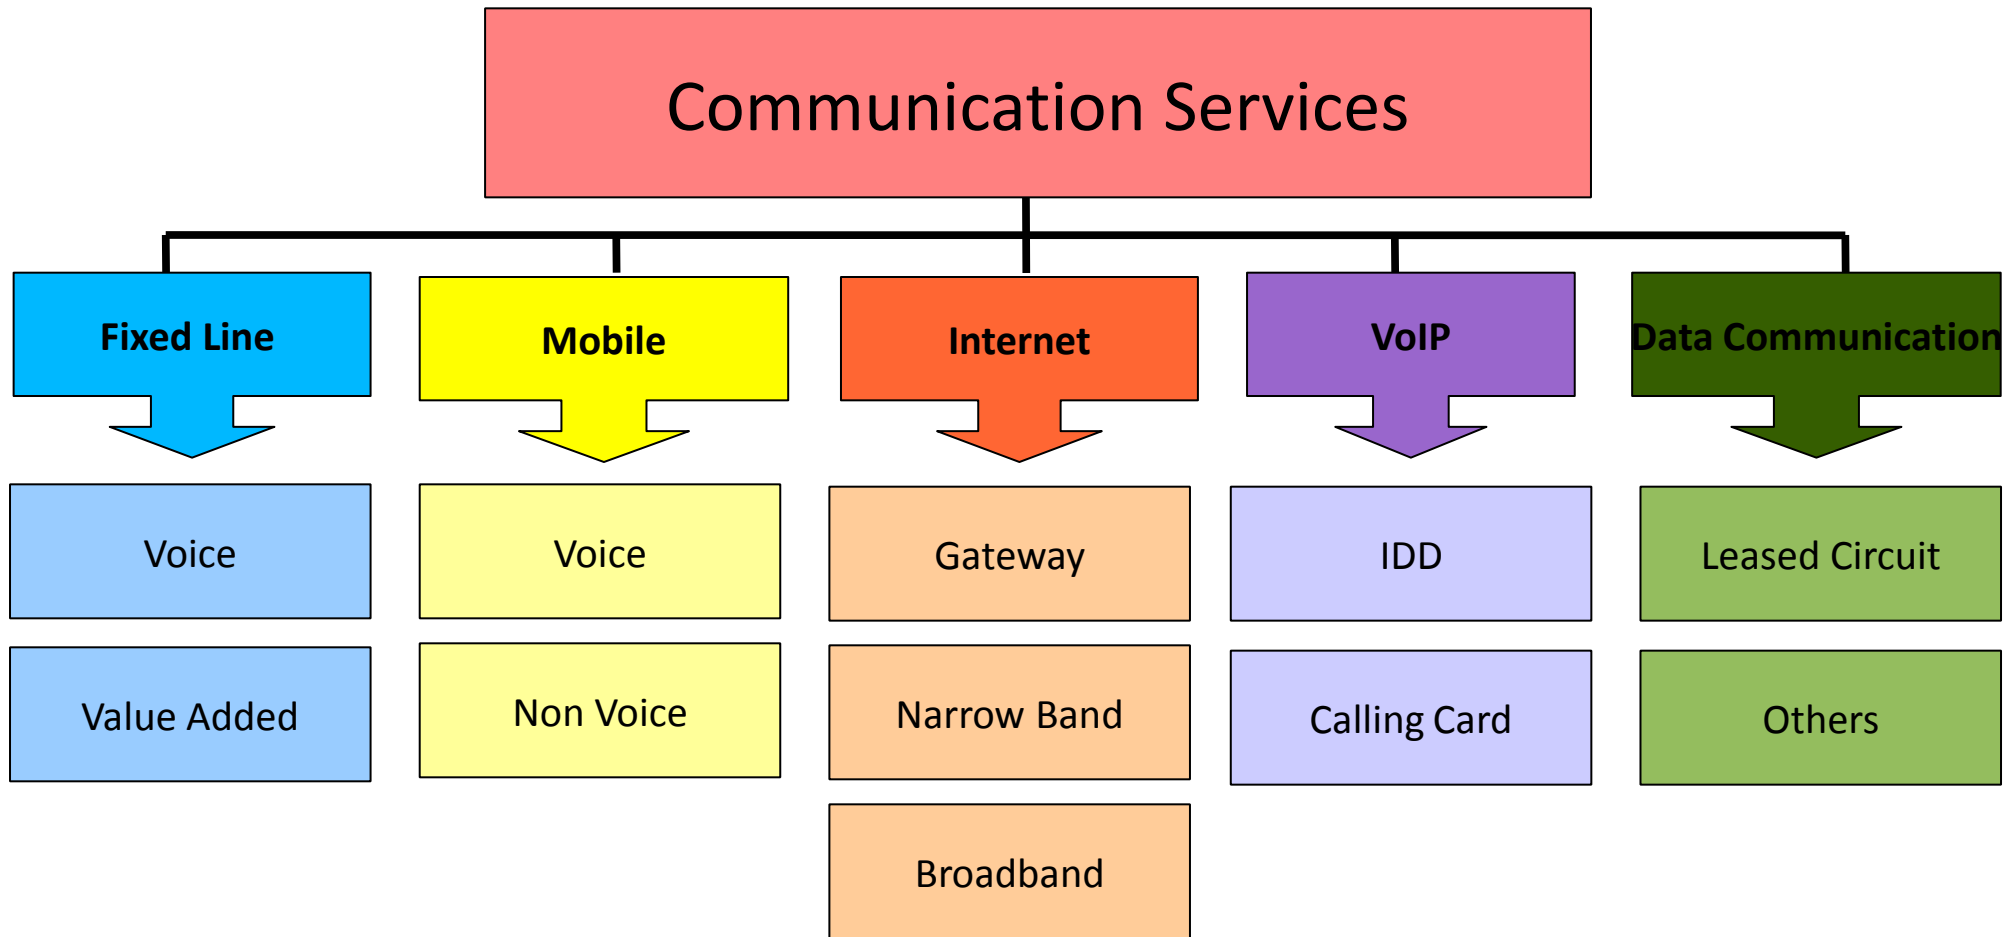 Communication Services
Fixed Line
Mobile
Internet
VoIP
Data Communication
Voice
Voice
Gateway
IDD
Leased Circuit
Value Added
Non Voice
Narrow Band
Calling Card
Others
Broadband